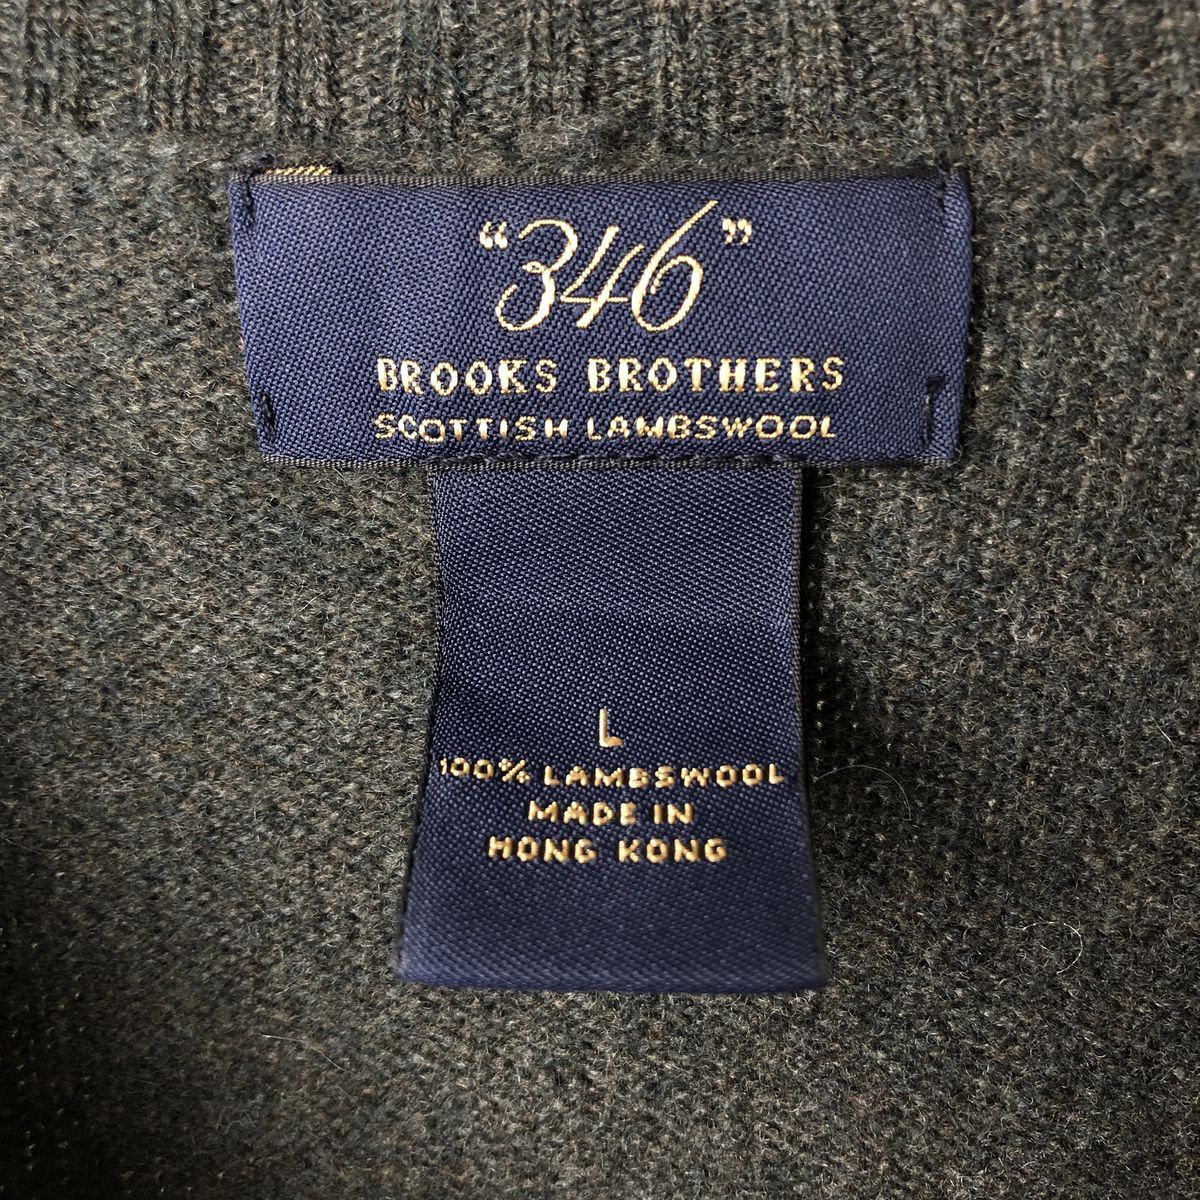 “346”
BROOKS BROTHERS
SCOTTISH LAMBSWOOL
L
100% LAMBSWOOL
MADE IN
HONG KONG